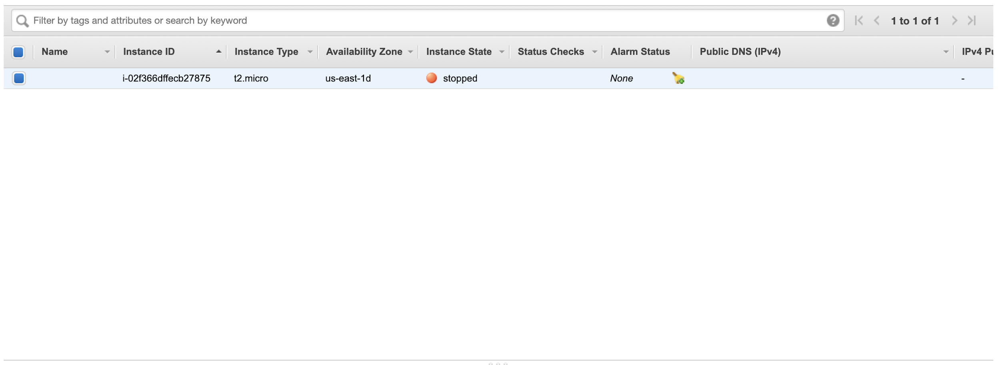 Filter by tags and attributes or search by keyword ? 1 to 1 of 1
Name Instance ID Instance Type Availability Zone Instance State Status Checks Alarm Status Public DNS (IPv4) IPv4
i-02f366dffecb27875 t2.micro us-east-1d stopped None -